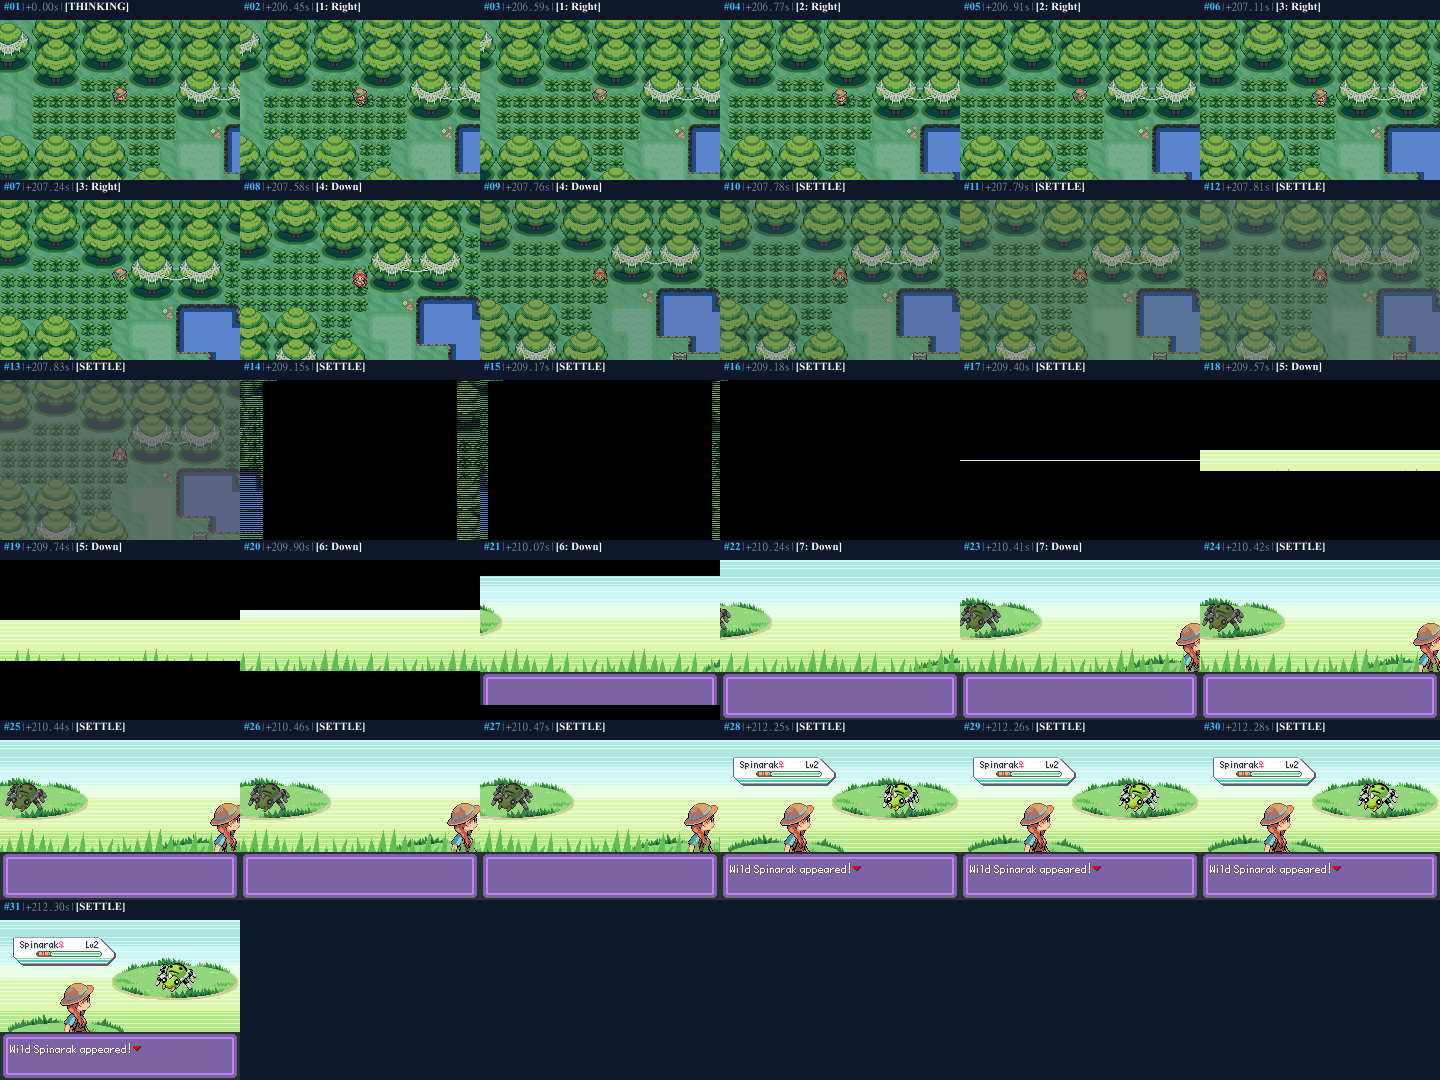 #01 | +0.00s | [THINKING]
#02 | +206.45s | [1: Right]
#03 | +206.59s | [1: Right]
#04 | +206.77s | [2: Right]
#05 | +206.91s | [2: Right]
#06 | +207.11s | [3: Right]
#07 | +207.24s | [3: Right]
#08 | +207.58s | [4: Down]
#09 | +207.76s | [4: Down]
#10 | +207.78s | [SETTLE]
#11 | +207.79s | [SETTLE]
#12 | +207.81s | [SETTLE]
#13 | +207.83s | [SETTLE]
#14 | +209.15s | [SETTLE]
#15 | +209.17s | [SETTLE]
#16 | +209.18s | [SETTLE]
#17 | +209.40s | [SETTLE]
#18 | +209.57s | [5: Down]
#19 | +209.74s | [5: Down]
#20 | +209.90s | [6: Down]
#21 | +210.07s | [6: Down]
#22 | +210.24s | [7: Down]
#23 | +210.41s | [7: Down]
#24 | +210.42s | [SETTLE]
#25 | +210.44s | [SETTLE]
#26 | +210.46s | [SETTLE]
#27 | +210.47s | [SETTLE]
#28 | +212.25s | [SETTLE]
Spinarak♀ Lv2
Wild Spinarak appeared!
#29 | +212.26s | [SETTLE]
Spinarak♀ Lv2
Wild Spinarak appeared!
#30 | +212.28s | [SETTLE]
Spinarak♀ Lv2
Wild Spinarak appeared!
#31 | +212.30s | [SETTLE]
Spinarak♀ Lv2
Wild Spinarak appeared!